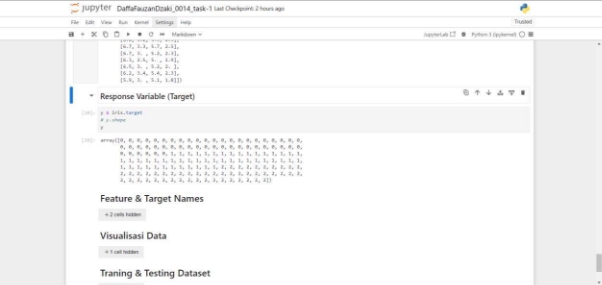 jupyter DaffaFauzanDzaki_0014_task-1 Last Checkpoint: 2 hours ago
File Edit View Run Kernel Settings Help Trusted
Markdown JupyterLab Python 3 (ipykernel)
[6.7, 3.3, 5.7, 2.5],
[6.7, 3. , 5.2, 2.3],
[6.3, 2.5, 5. , 1.9],
[6.5, 3. , 5.2, 2. ],
[6.2, 3.4, 5.4, 2.3],
[5.9, 3. , 5.1, 1.8]])
Response Variable (Target)
y = iris.target
# y.shape
y
array([0, 0, 0, 0, 0, 0, 0, 0, 0, 0, 0, 0, 0, 0, 0, 0, 0, 0, 0, 0, 0, 0,
0, 0, 0, 0, 0, 0, 0, 0, 0, 0, 0, 0, 0, 0, 0, 0, 0, 0, 0, 0, 0, 0,
0, 0, 0, 0, 0, 0, 1, 1, 1, 1, 1, 1, 1, 1, 1, 1, 1, 1, 1, 1, 1, 1,
1, 1, 1, 1, 1, 1, 1, 1, 1, 1, 1, 1, 1, 1, 1, 1, 1, 1, 1, 1, 1, 1,
1, 1, 1, 1, 1, 1, 1, 1, 1, 1, 1, 1, 2, 2, 2, 2, 2, 2, 2, 2, 2, 2,
2, 2, 2, 2, 2, 2, 2, 2, 2, 2, 2, 2, 2, 2, 2, 2, 2, 2, 2, 2, 2, 2,
2, 2, 2, 2, 2, 2, 2, 2, 2, 2, 2, 2, 2, 2, 2, 2, 2, 2])
Feature & Target Names
+ 2 cells hidden
Visualisasi Data
+ 1 cell hidden
Traning & Testing Dataset